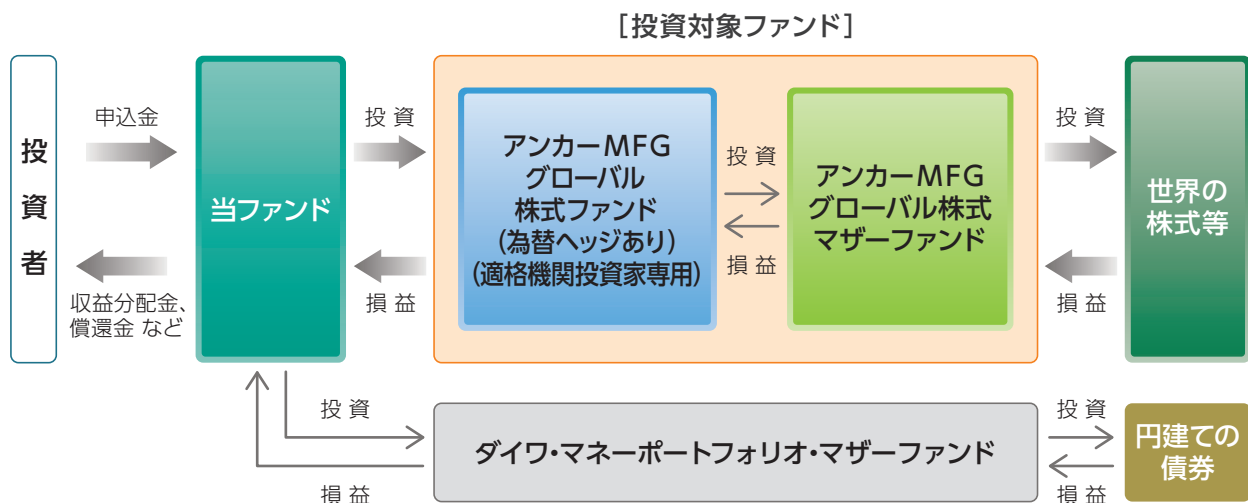 ［投資対象ファンド］
投資者
申込金
収益分配金、
償還金 など
当ファンド
投 資
損 益
アンカーMFG
グローバル
株式ファンド
(為替ヘッジあり)
(適格機関投資家専用)
投 資
損 益
アンカーMFG
グローバル株式
マザーファンド
投 資
損 益
世界の
株式等
投 資
損 益
ダイワ・マネーポートフォリオ・マザーファンド
投 資
損 益
円建ての
債券